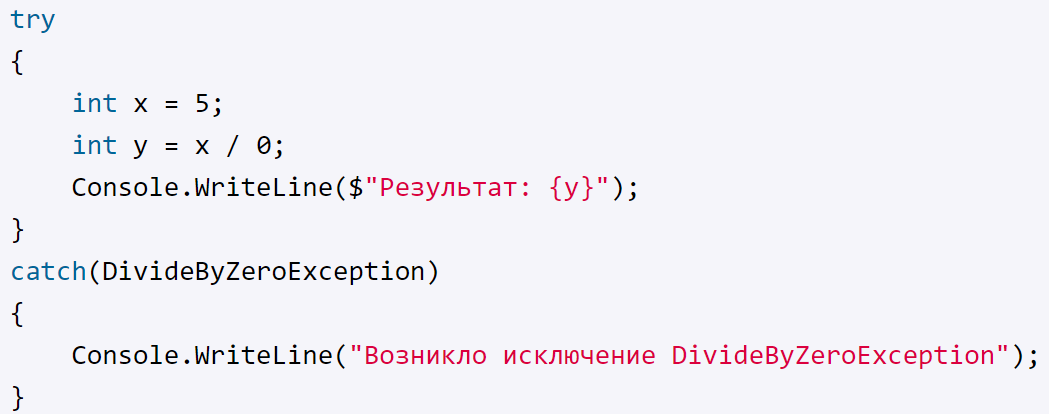 try
{
    int x = 5;
    int y = x / 0;
    Console.WriteLine($"Результат: {y}");
}
catch(DivideByZeroException)
{
    Console.WriteLine("Возникло исключение DivideByZeroException");
}